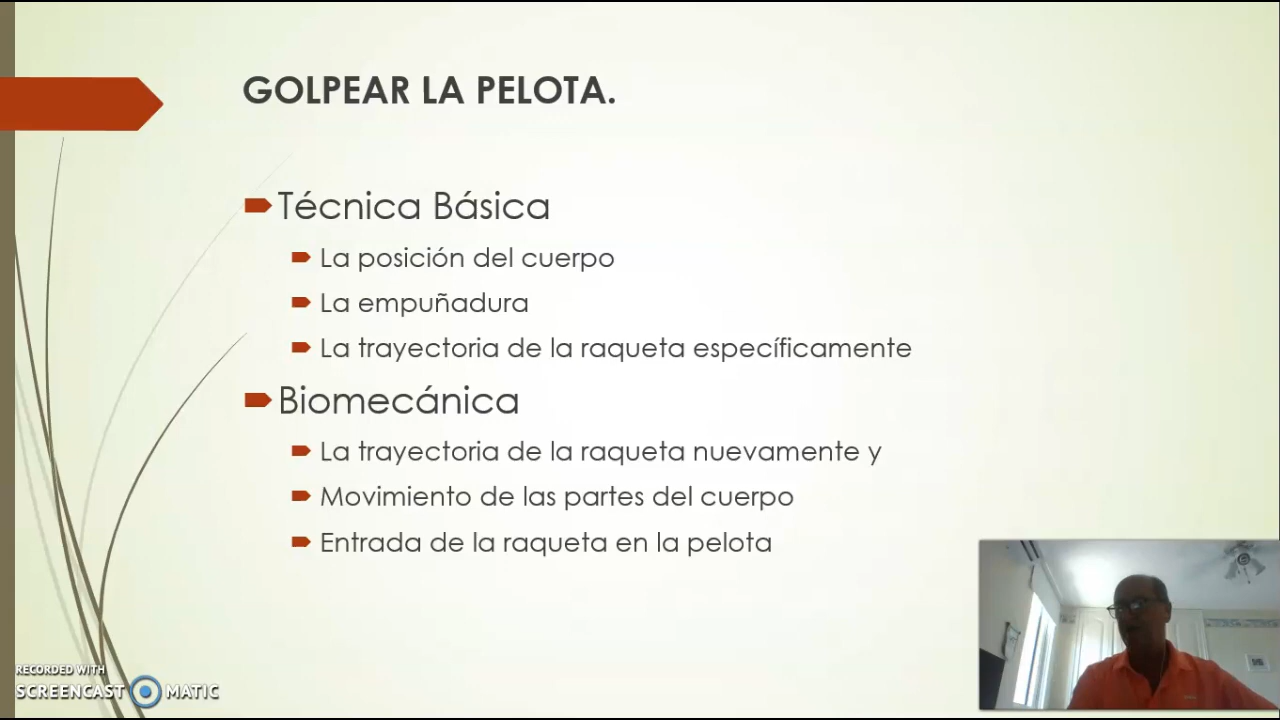 GOLPEAR LA PELOTA.
Técnica Básica
La posición del cuerpo
La empuñadura
La trayectoria de la raqueta específicamente
Biomecánica
La trayectoria de la raqueta nuevamente y
Movimiento de las partes del cuerpo
Entrada de la raqueta en la pelota
RECORDED WITH
SCREENCAST MATIC